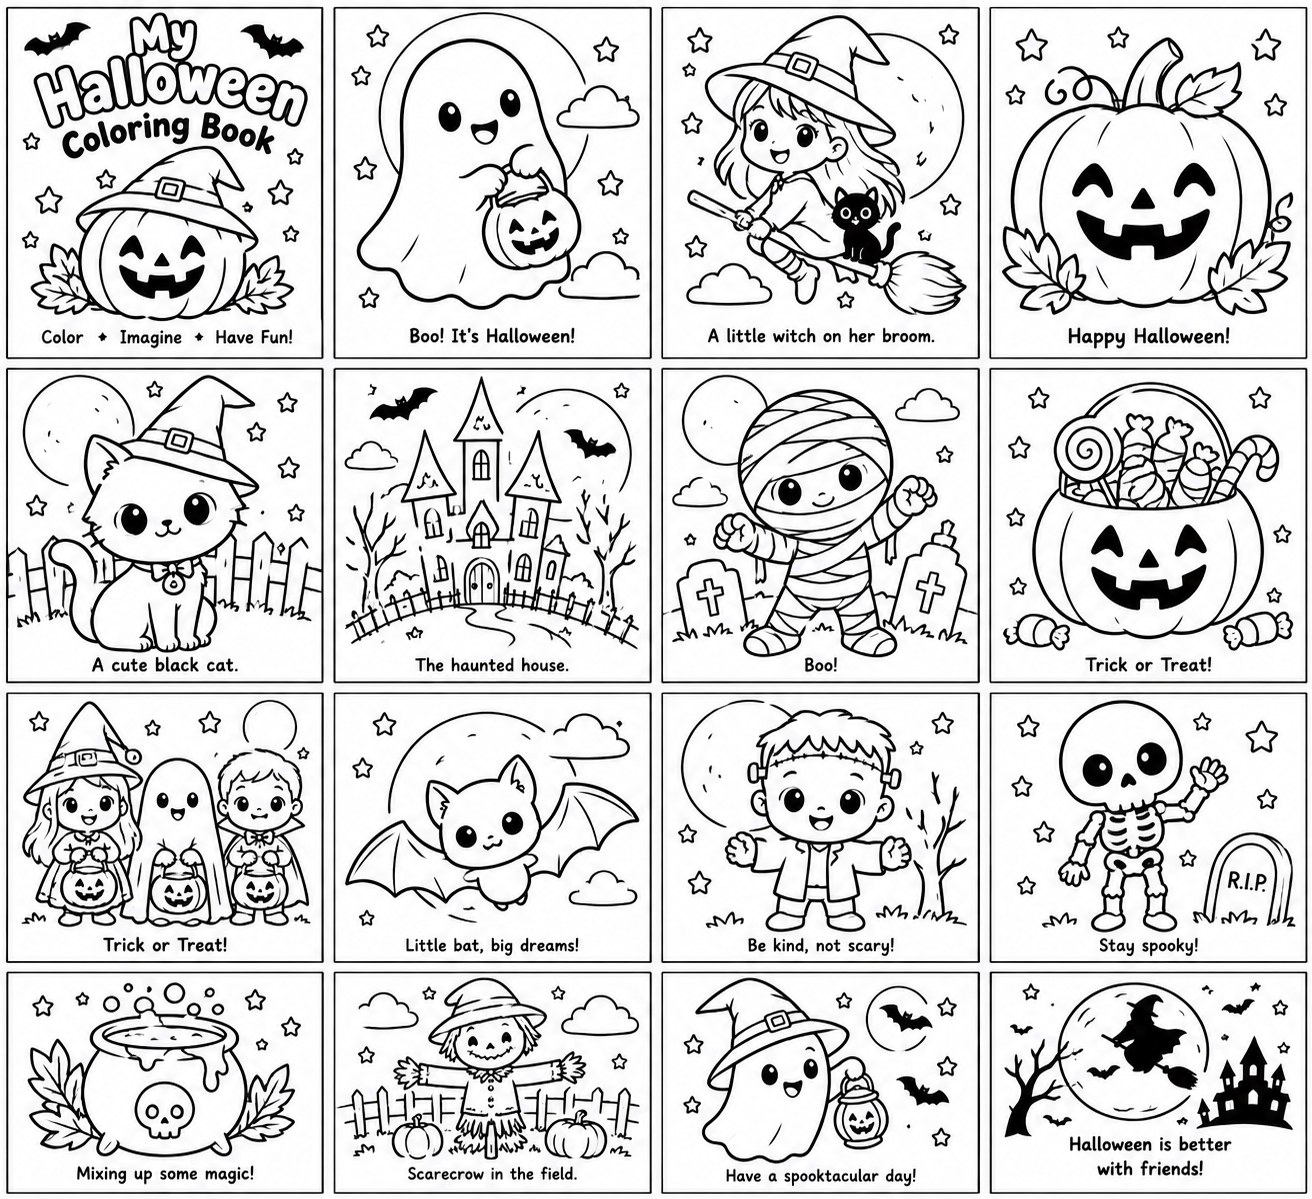 My
Halloween
Coloring Book
Color ✦ Imagine ✦ Have Fun!
Boo! It's Halloween!
A little witch on her broom.
Happy Halloween!
A cute black cat.
The haunted house.
Boo!
Trick or Treat!
Trick or Treat!
Little bat, big dreams!
Be kind, not scary!
R.I.P.
Stay spooky!
Mixing up some magic!
Scarecrow in the field.
Have a spooktacular day!
Halloween is better
with friends!